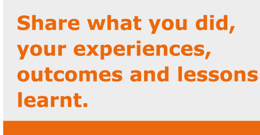 Share what you did,
your experiences,
outcomes and lessons
learnt.